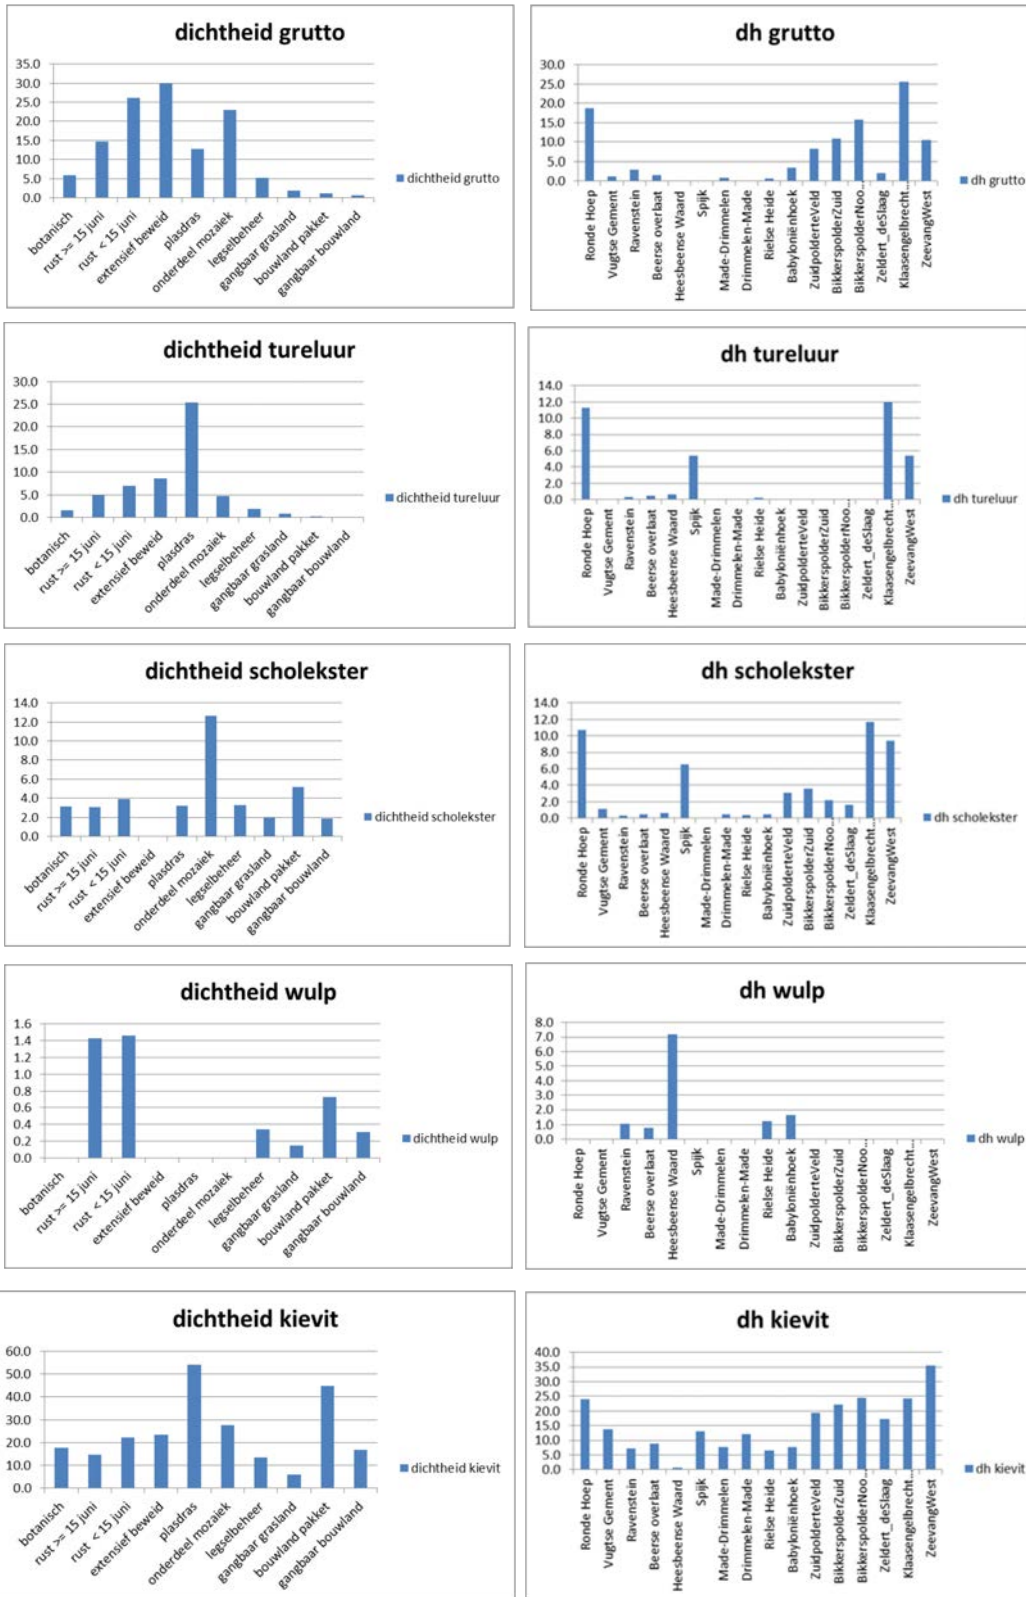 dichtheid grutto
35.0
30.0
25.0
20.0
15.0
10.0
5.0
0.0
botanisch
rust >= 15 juni
rust < 15 juni
extensief beweid
plasdras
onderdeel mozaiek
legselbeheer
gangbaar grasland
bouwland pakket
gangbaar bouwland
dichtheid grutto
dh grutto
30.0
25.0
20.0
15.0
10.0
5.0
0.0
Ronde Hoep
Vugtse Gement
Ravenstein
Beerse overlaat
Heesbeense Waard
Spijk
Made-Drimmelen
Drimmelen-Made
Rielse Heide
Babyloniënhoek
ZuidpolderteVeld
BikkerspolderZuid
BikkerspolderNoo...
Zeldert_deSlaag
Klaasengelbrecht...
ZeevangWest
dh grutto
dichtheid tureluur
30.0
25.0
20.0
15.0
10.0
5.0
0.0
botanisch
rust >= 15 juni
rust < 15 juni
extensief beweid
plasdras
onderdeel mozaiek
legselbeheer
gangbaar grasland
bouwland pakket
gangbaar bouwland
dichtheid tureluur
dh tureluur
14.0
12.0
10.0
8.0
6.0
4.0
2.0
0.0
Ronde Hoep
Vugtse Gement
Ravenstein
Beerse overlaat
Heesbeense Waard
Spijk
Made-Drimmelen
Drimmelen-Made
Rielse Heide
Babyloniënhoek
ZuidpolderteVeld
BikkerspolderZuid
BikkerspolderNoo...
Zeldert_deSlaag
Klaasengelbrecht...
ZeevangWest
dh tureluur
dichtheid scholekster
14.0
12.0
10.0
8.0
6.0
4.0
2.0
0.0
botanisch
rust >= 15 juni
rust < 15 juni
extensief beweid
plasdras
onderdeel mozaiek
legselbeheer
gangbaar grasland
bouwland pakket
gangbaar bouwland
dichtheid scholekster
dh scholekster
14.0
12.0
10.0
8.0
6.0
4.0
2.0
0.0
Ronde Hoep
Vugtse Gement
Ravenstein
Beerse overlaat
Heesbeense Waard
Spijk
Made-Drimmelen
Drimmelen-Made
Rielse Heide
Babyloniënhoek
ZuidpolderteVeld
BikkerspolderZuid
BikkerspolderNoo...
Zeldert_deSlaag
Klaasengelbrecht...
ZeevangWest
dh scholekster
dichtheid wulp
1.6
1.4
1.2
1.0
0.8
0.6
0.4
0.2
0.0
botanisch
rust >= 15 juni
rust < 15 juni
extensief beweid
plasdras
onderdeel mozaiek
legselbeheer
gangbaar grasland
bouwland pakket
gangbaar bouwland
dichtheid wulp
dh wulp
8.0
7.0
6.0
5.0
4.0
3.0
2.0
1.0
0.0
Ronde Hoep
Vugtse Gement
Ravenstein
Beerse overlaat
Heesbeense Waard
Spijk
Made-Drimmelen
Drimmelen-Made
Rielse Heide
Babyloniënhoek
ZuidpolderteVeld
BikkerspolderZuid
BikkerspolderNoo...
Zeldert_deSlaag
Klaasengelbrecht...
ZeevangWest
dh wulp
dichtheid kievit
60.0
50.0
40.0
30.0
20.0
10.0
0.0
botanisch
rust >= 15 juni
rust < 15 juni
extensief beweid
plasdras
onderdeel mozaiek
legselbeheer
gangbaar grasland
bouwland pakket
gangbaar bouwland
dichtheid kievit
dh kievit
40.0
35.0
30.0
25.0
20.0
15.0
10.0
5.0
0.0
Ronde Hoep
Vugtse Gement
Ravenstein
Beerse overlaat
Heesbeense Waard
Spijk
Made-Drimmelen
Drimmelen-Made
Rielse Heide
Babyloniënhoek
ZuidpolderteVeld
BikkerspolderZuid
BikkerspolderNoo...
Zeldert_deSlaag
Klaasengelbrecht...
ZeevangWest
dh kievit